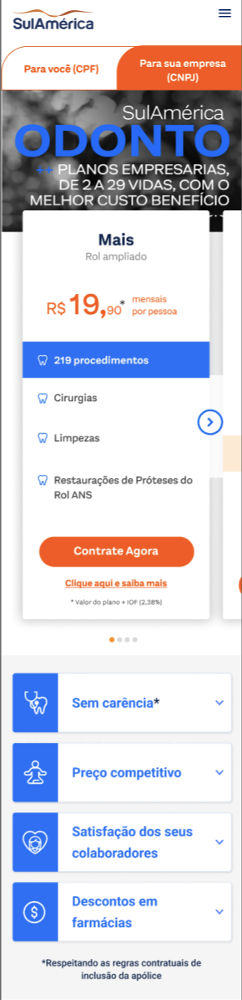 SulAmérica
Para você (CPF)
Para sua empresa
(CNPJ)
SulAmérica
ODONTO
++ PLANOS EMPRESARIAS,
DE 2 A 29 VIDAS, COM O
MELHOR CUSTO BENEFÍCIO
Mais
Rol ampliado
R$ 19,90* mensais
por pessoa
219 procedimentos
Cirurgias
Limpezas
Restaurações de Próteses do
Rol ANS
Contrate Agora
Clique aqui e saiba mais
* Valor do plano + IOF (2,38%)
Sem carência*
Preço competitivo
Satisfação dos seus
colaboradores
Descontos em
farmácias
*Respeitando as regras contratuais de
inclusão da apólice